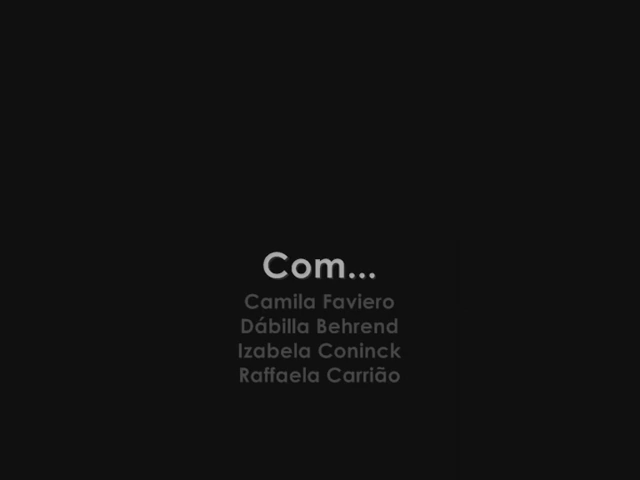 Com...
Camila Faviero
Dábilla Behrend
Izabela Coninck
Raffaela Carrião